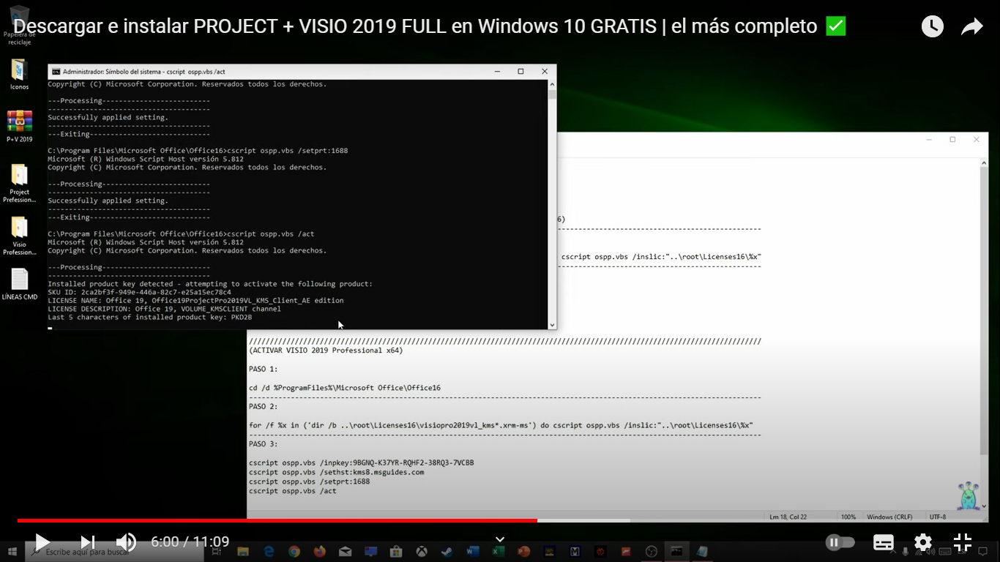 Descargar e instalar PROJECT + VISIO 2019 FULL en Windows 10 GRATIS | el más completo ✅
Papelera de
reciclaje
Iconos
P+V 2019
Project
Prefession...
Visio
Profession...
LÍNEAS CMD
Administrador: Símbolo del sistema - cscript ospp.vbs /act
Copyright (C) Microsoft Corporation. Reservados todos los derechos.
---Processing--------------------------
---------------------------------------
Successfully applied setting.
---------------------------------------
---Exiting-----------------------------
C:\Program Files\Microsoft Office\Office16>cscript ospp.vbs /setprt:1688
Microsoft (R) Windows Script Host versión 5.812
Copyright (C) Microsoft Corporation. Reservados todos los derechos.
---Processing--------------------------
---------------------------------------
Successfully applied setting.
---------------------------------------
---Exiting-----------------------------
C:\Program Files\Microsoft Office\Office16>cscript ospp.vbs /act
Microsoft (R) Windows Script Host versión 5.812
Copyright (C) Microsoft Corporation. Reservados todos los derechos.
---Processing--------------------------
---------------------------------------
Installed product key detected - attempting to activate the following product:
SKU ID: 2ca2bf3f-949e-446a-82c7-e25a15ec78c4
LICENSE NAME: Office 19, Office19ProjectPro2019VL_KMS_Client_AE edition
LICENSE DESCRIPTION: Office 19, VOLUME_KMSCLIENT channel
Last 5 characters of installed product key: PKD2B
6)
cscript ospp.vbs /inslic:"..\root\Licenses16\%x"
////////////////////////////////////////////////////////////////////////////////////////////////////////////////////////
(ACTIVAR VISIO 2019 Professional x64)
PASO 1:
cd /d %ProgramFiles%\Microsoft Office\Office16
------------------------------------------------------------------------------------------------------------------------
PASO 2:
for /f %x in ('dir /b ..\root\Licenses16\visiopro2019vl_kms*.xrm-ms') do cscript ospp.vbs /inslic:"..\root\Licenses16\%x"
------------------------------------------------------------------------------------------------------------------------
PASO 3:
cscript ospp.vbs /inpkey:9BGNQ-K37YR-RQHF2-38RQ3-7VCBB
cscript ospp.vbs /sethst:kms8.msguides.com
cscript ospp.vbs /setprt:1688
cscript ospp.vbs /act
Lm 18, Col 22
100%
Windows (CRLF)
UTF-8
6:00 / 11:09
Escribe aquí para buscar